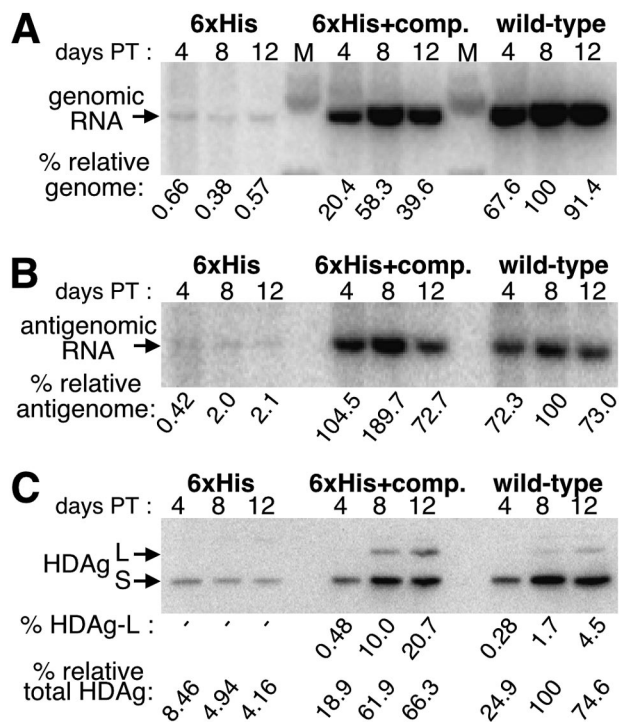 A
6xHis 6xHis+comp. wild-type
days PT : 4 8 12 M 4 8 12 M 4 8 12
genomic
RNA
% relative
genome: 0.66 0.38 0.57 20.4 58.3 39.6 67.6 100 91.4
B
6xHis 6xHis+comp. wild-type
days PT : 4 8 12 4 8 12 4 8 12
antigenomic
RNA
% relative
antigenome: 0.42 2.0 2.1 104.5 189.7 72.7 72.3 100 73.0
C
6xHis 6xHis+comp. wild-type
days PT : 4 8 12 4 8 12 4 8 12
HDAg L
S
% HDAg-L : - - - 0.48 10.0 20.7 0.28 1.7 4.5
% relative
total HDAg: 8.46 4.94 4.16 18.9 61.9 66.3 24.9 100 74.6